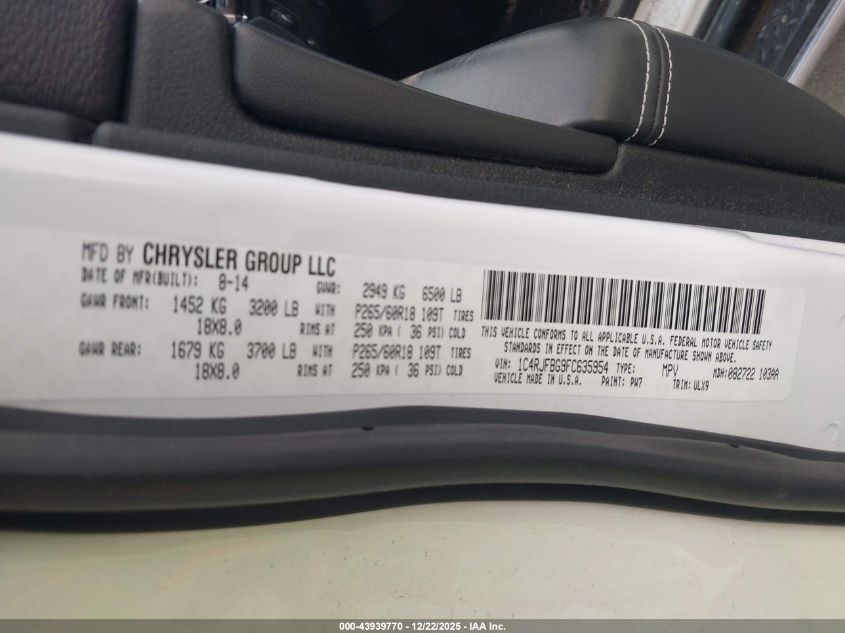 MFD BY CHRYSLER GROUP LLC
DATE OF MFR(BUILT): 8-14 GVWR: 2949 KG 6500 LB
GAWR FRONT: 1452 KG 3200 LB WITH P265/60R18 109T TIRES
18X8.0 RIMS AT 250 KPA ( 36 PSI) COLD
GAWR REAR: 1679 KG 3700 LB WITH P265/60R18 109T TIRES
18X8.0 RIMS AT 250 KPA ( 36 PSI) COLD
THIS VEHICLE CONFORMS TO ALL APPLICABLE U.S.A. FEDERAL MOTOR VEHICLE SAFETY
STANDARDS IN EFFECT ON THE DATE OF MANUFACTURE SHOWN ABOVE.
VIN: 1C4RJFBG9FC635954 TYPE: MPV MDH: 082722 103AA
VEHICLE MADE IN U.S.A. PAINT: PW7 TRIM: ULX9
000-43939770 - 12/22/2025 - IAA Inc.